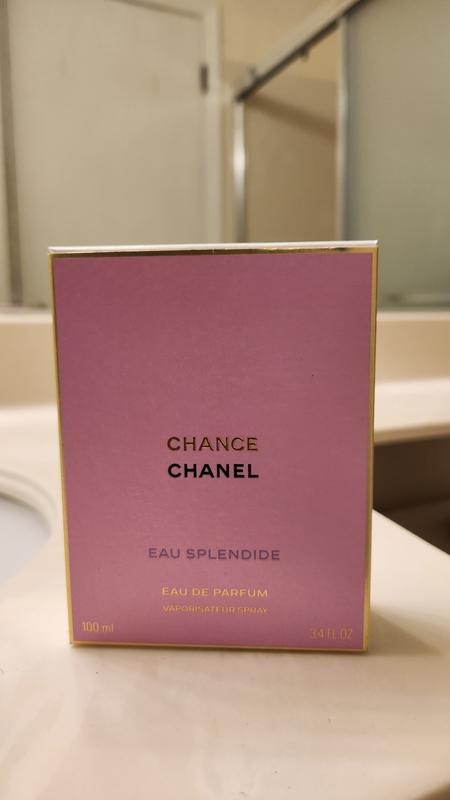 CHANCE
CHANEL
EAU SPLENDIDE
EAU DE PARFUM
VAPORISATEUR SPRAY
100 ml 3.4 FL.OZ